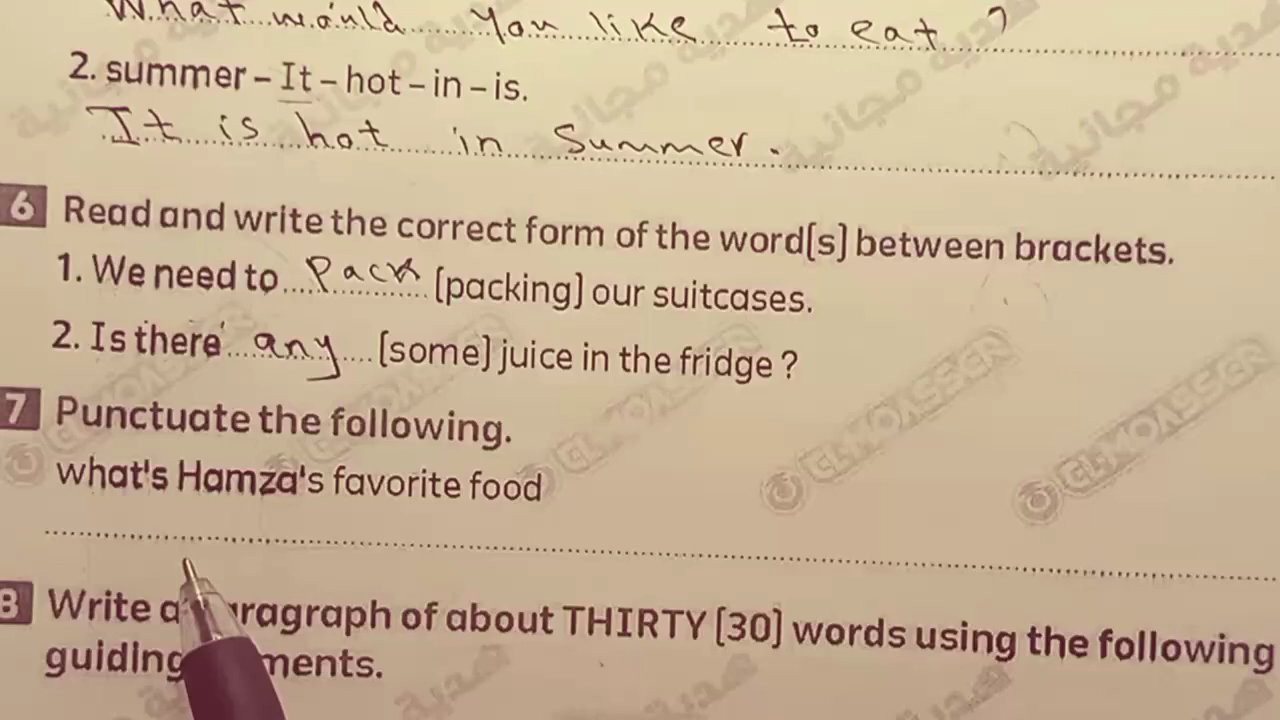 What would you like to eat ?
2. summer – It – hot – in – is.
It is hot in summer.
6 Read and write the correct form of the word(s) between brackets.
1. We need to pack [packing] our suitcases.
2. Is there any [some] juice in the fridge ?
7 Punctuate the following.
what's Hamza's favorite food
8 Write a paragraph of about THIRTY [30] words using the following
guiding